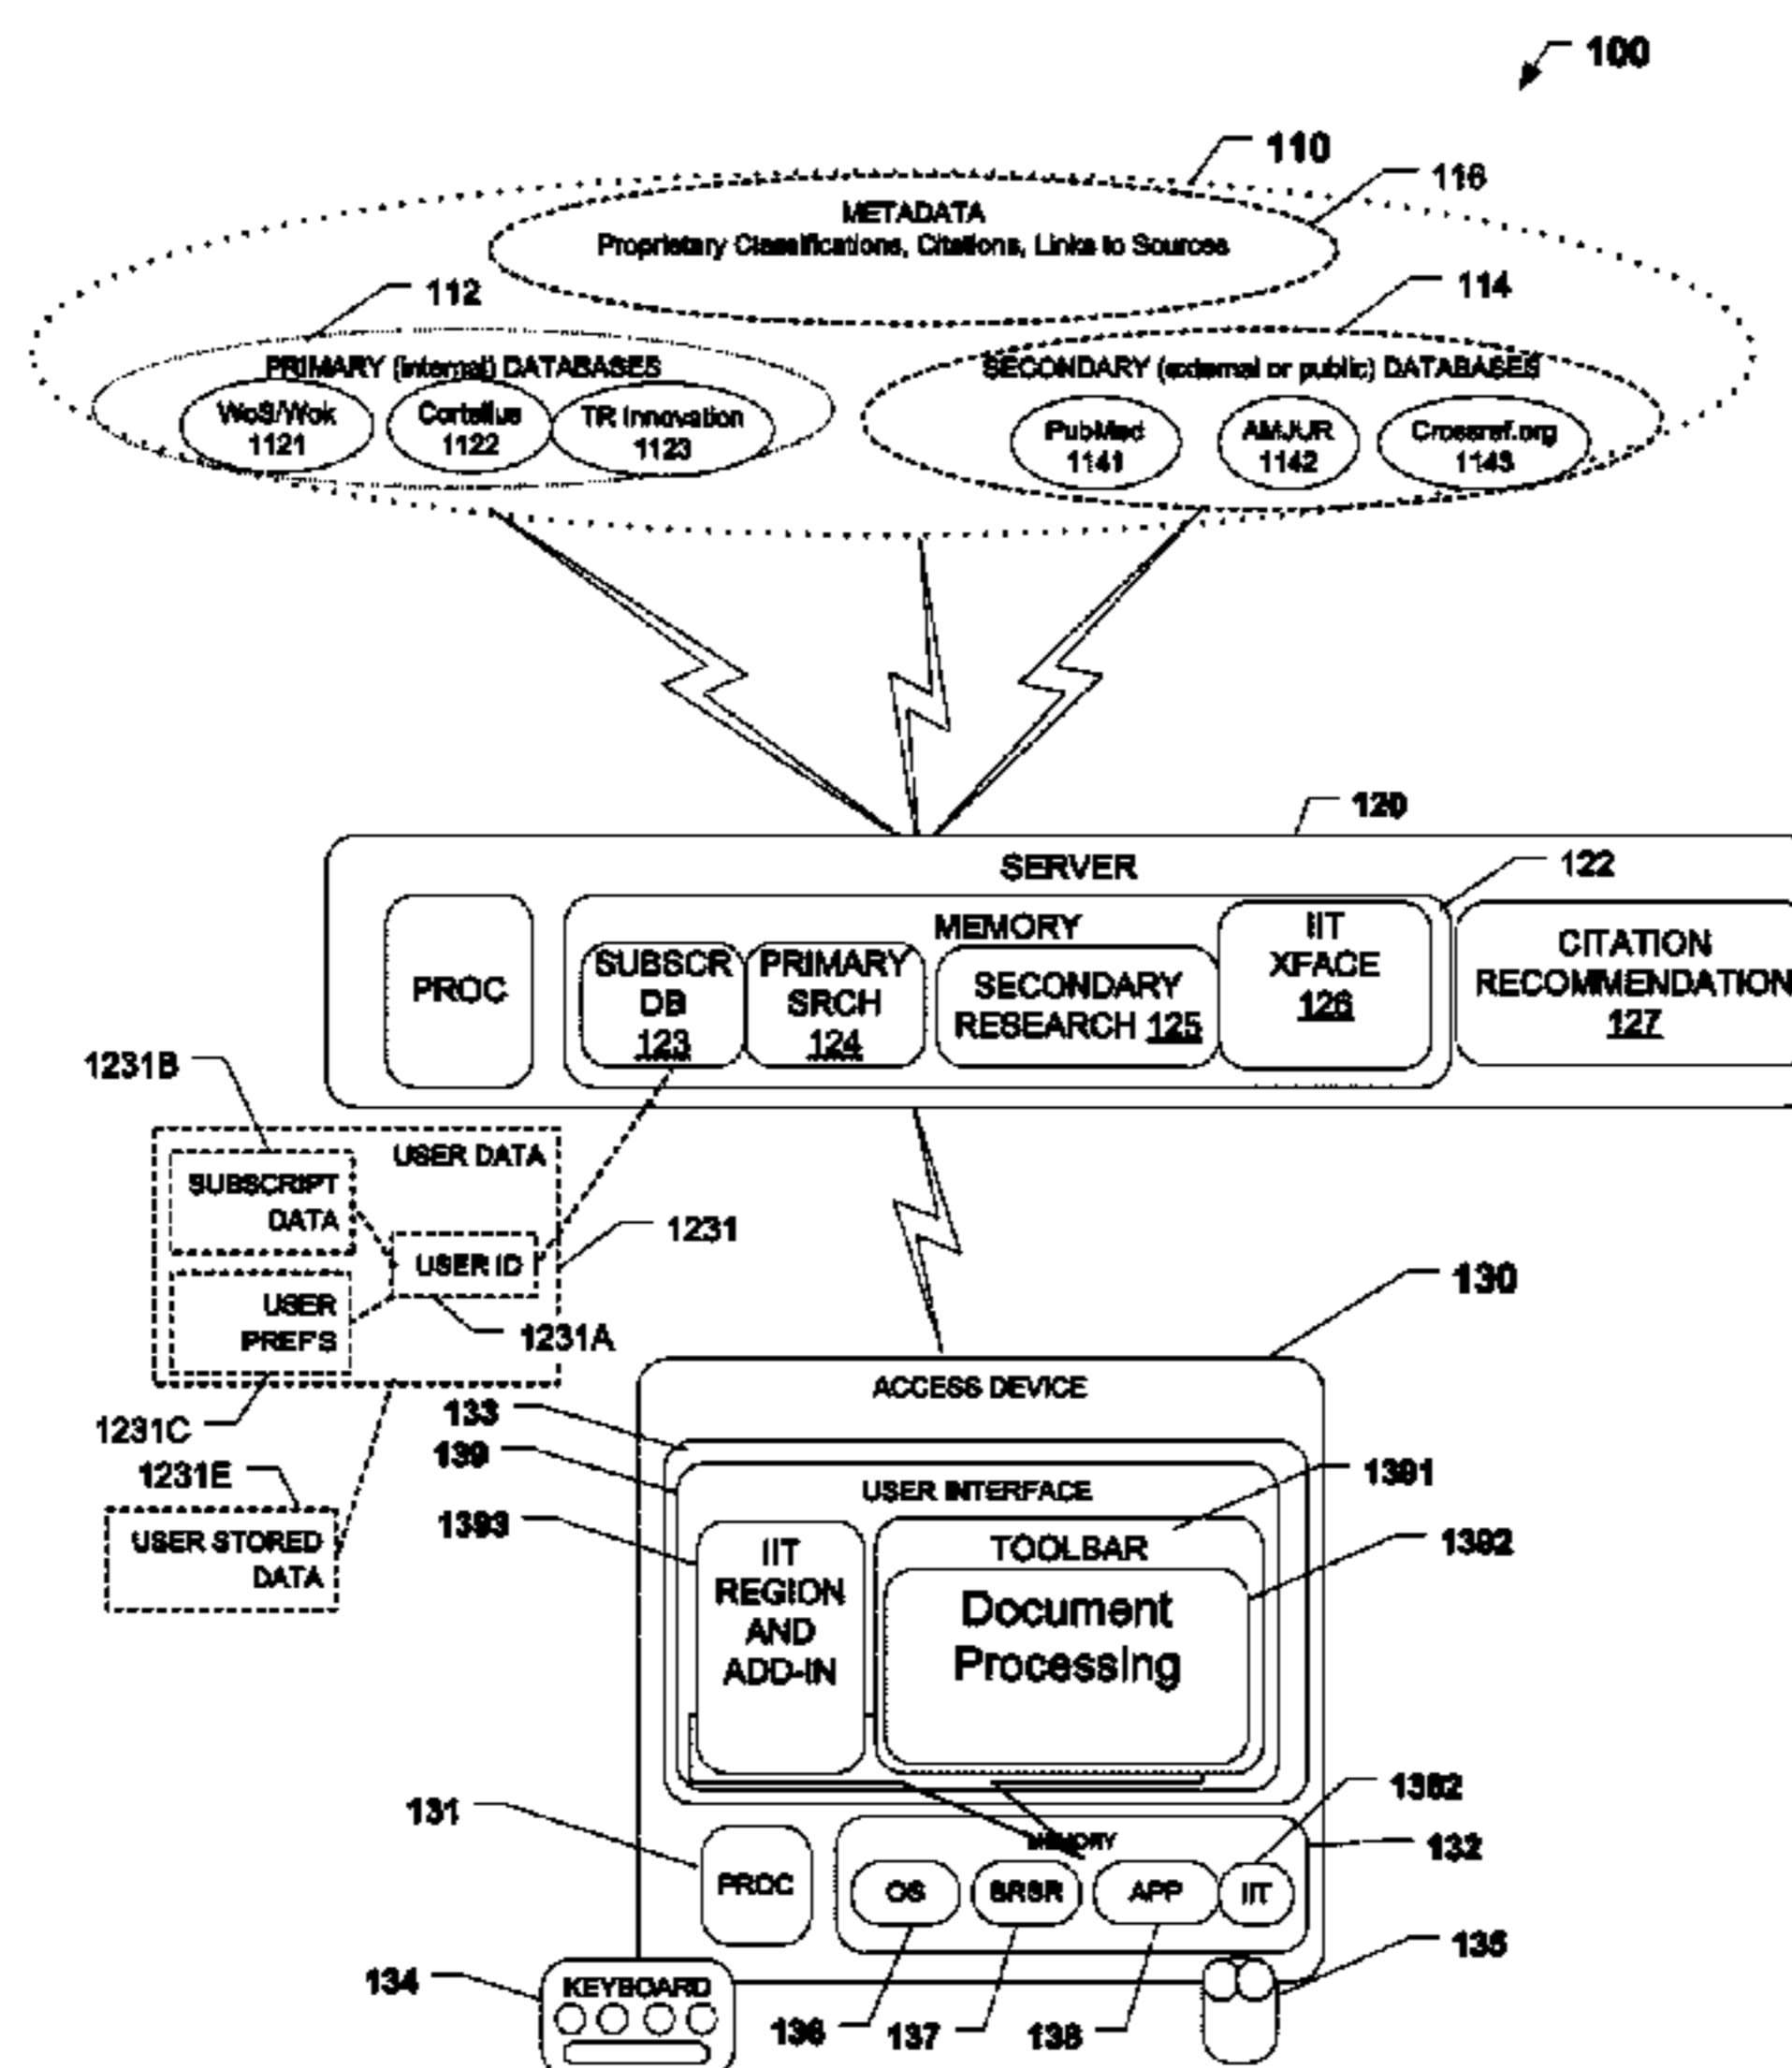 100
110
116
METADATA
Proprietary Classifications, Citations, Links to Sources
112
114
PRIMARY (internal) DATABASES
SECONDARY (external or public) DATABASES
WoS/Wok
1121
Cortellus
1122
TR Innovation
1123
PubMed
1141
AMJUR
1142
Crossref.org
1143
120
SERVER
122
MEMORY
PROC
SUBSCR
DB
123
PRIMARY
SRCH
124
SECONDARY
RESEARCH 125
IIT
XFACE
126
CITATION
RECOMMENDATION
127
1231B
USER DATA
SUBSCRIPT
DATA
1231
USER ID
USER
PREFS
1231A
130
1231C
ACCESS DEVICE
133
139
1231E
USER INTERFACE
1391
USER STORED
DATA
1393
IIT
REGION
AND
ADD-IN
TOOLBAR
1392
Document
Processing
131
1382
MEMORY
132
PROC
OS
BRSR
APP
IIT
134
KEYBOARD
135
136
137
138